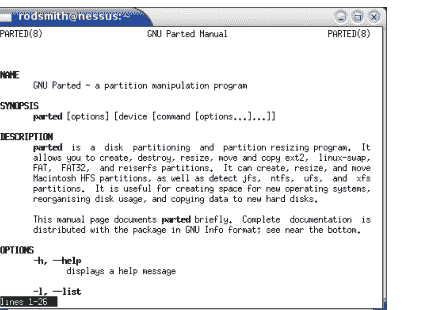 rodsmith@nessus:~
PARTED(8) GNU Parted Manual PARTED(8)
NAME
GNU Parted - a partition manipulation program
SYNOPSIS
parted [options] [device [command [options...]...]]
DESCRIPTION
parted is a disk partitioning and partition resizing program. It
allows you to create, destroy, resize, move and copy ext2, linux-swap,
FAT, FAT32, and reiserfs partitions. It can create, resize, and move
Macintosh HFS partitions, as well as detect jfs, ntfs, ufs, and xfs
partitions. It is useful for creating space for new operating systems,
reorganising disk usage, and copying data to new hard disks.
This manual page documents parted briefly. Complete documentation is
distributed with the package in GNU Info format; see near the bottom.
OPTIONS
-h, --help
displays a help message
-l, --list
lines 1-26